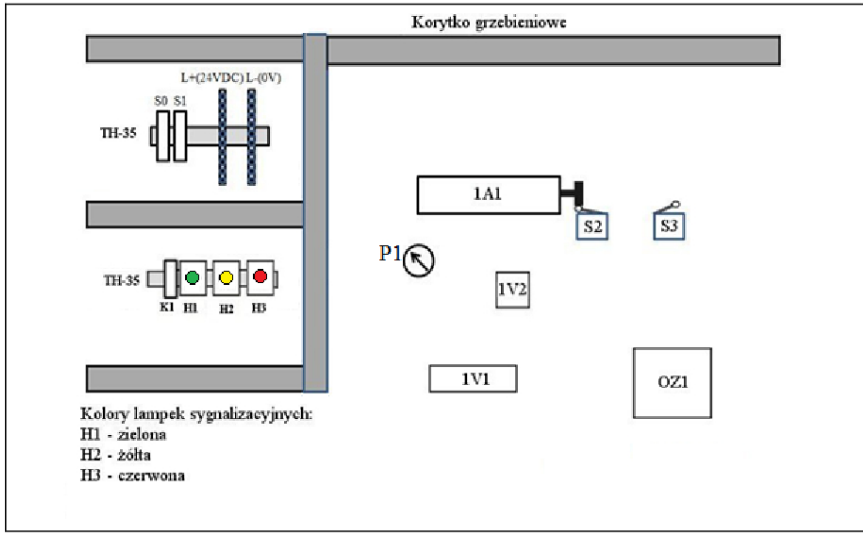 Korytko grzebieniowe
L+(24VDC) L-(0V)
S0 S1
TH-35
1A1
S2
S3
P1
TH-35
K1 H1 H2 H3
1V2
1V1
OZ1
Kolory lampek sygnalizacyjnych:
H1 - zielona
H2 - żółta
H3 - czerwona